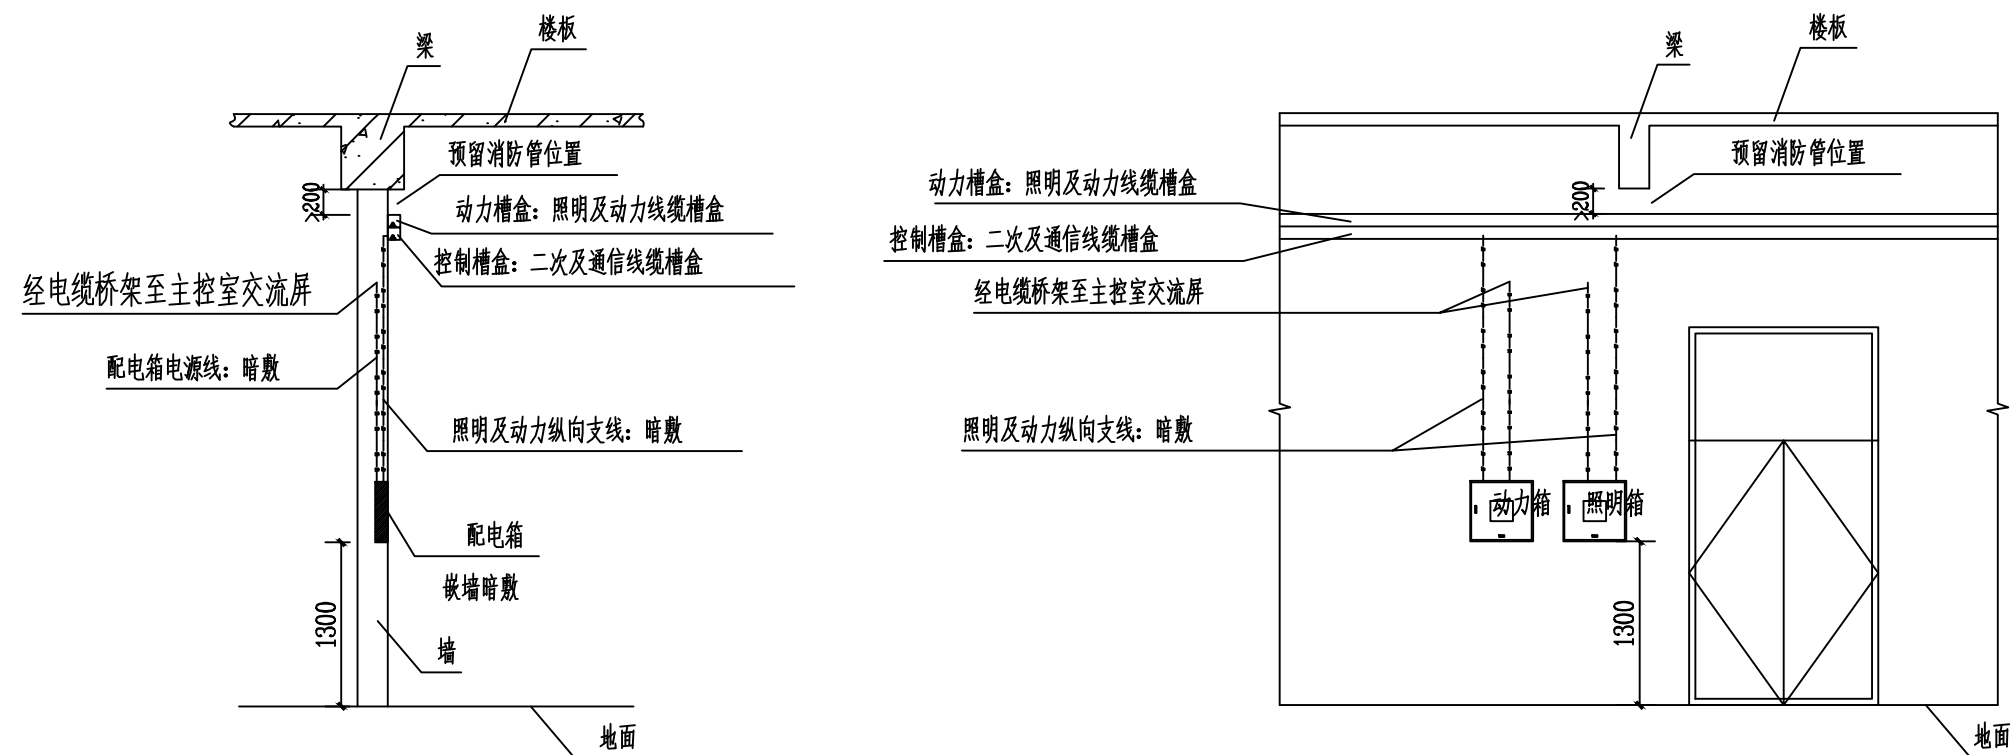 梁
楼板
预留消防管位置
>200
动力槽盒：照明及动力线缆槽盒
控制槽盒：二次及通信线缆槽盒
经电缆桥架至主控室交流屏
配电箱电源线：暗敷
照明及动力纵向支线：暗敷
配电箱
嵌墙暗敷
1300
墙
地面
梁
楼板
预留消防管位置
动力槽盒：照明及动力线缆槽盒
>200
控制槽盒：二次及通信线缆槽盒
经电缆桥架至主控室交流屏
照明及动力纵向支线：暗敷
动力箱
照明箱
1300
地面